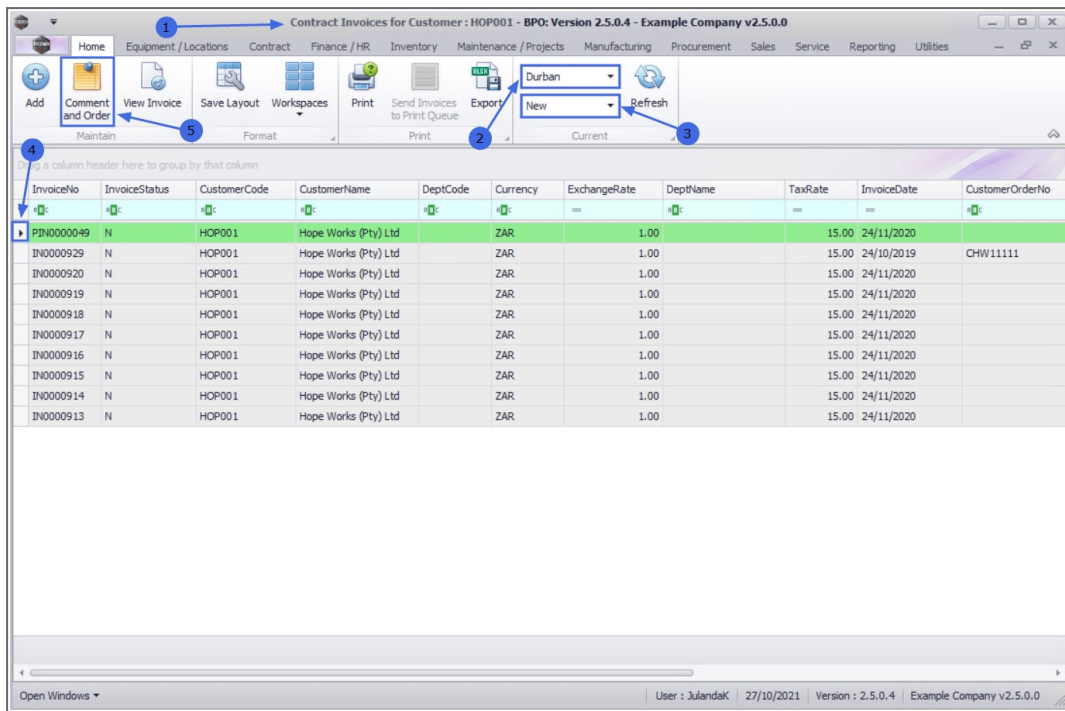 1
Contract Invoices for Customer : HOP001 - BPO: Version 2.5.0.4 - Example Company v2.5.0.0
Home Equipment / Locations Contract Finance / HR Inventory Maintenance / Projects Manufacturing Procurement Sales Service Reporting Utilities
Add Comment and Order View Invoice Save Layout Workspaces Print Send Invoices to Print Queue Export Durban New Refresh
Maintain Format Print Current
5 2 3
4
Drag a column header here to group by that column
InvoiceNo InvoiceStatus CustomerCode CustomerName DeptCode Currency ExchangeRate DeptName TaxRate InvoiceDate CustomerOrderNo
PIN0000049 N HOP001 Hope Works (Pty) Ltd ZAR 1.00 15.00 24/11/2020
IN0000929 N HOP001 Hope Works (Pty) Ltd ZAR 1.00 15.00 24/10/2019 CHW11111
IN0000920 N HOP001 Hope Works (Pty) Ltd ZAR 1.00 15.00 24/11/2020
IN0000919 N HOP001 Hope Works (Pty) Ltd ZAR 1.00 15.00 24/11/2020
IN0000918 N HOP001 Hope Works (Pty) Ltd ZAR 1.00 15.00 24/11/2020
IN0000917 N HOP001 Hope Works (Pty) Ltd ZAR 1.00 15.00 24/11/2020
IN0000916 N HOP001 Hope Works (Pty) Ltd ZAR 1.00 15.00 24/11/2020
IN0000915 N HOP001 Hope Works (Pty) Ltd ZAR 1.00 15.00 24/11/2020
IN0000914 N HOP001 Hope Works (Pty) Ltd ZAR 1.00 15.00 24/11/2020
IN0000913 N HOP001 Hope Works (Pty) Ltd ZAR 1.00 15.00 24/11/2020
Open Windows User : JulandaK 27/10/2021 Version : 2.5.0.4 Example Company v2.5.0.0